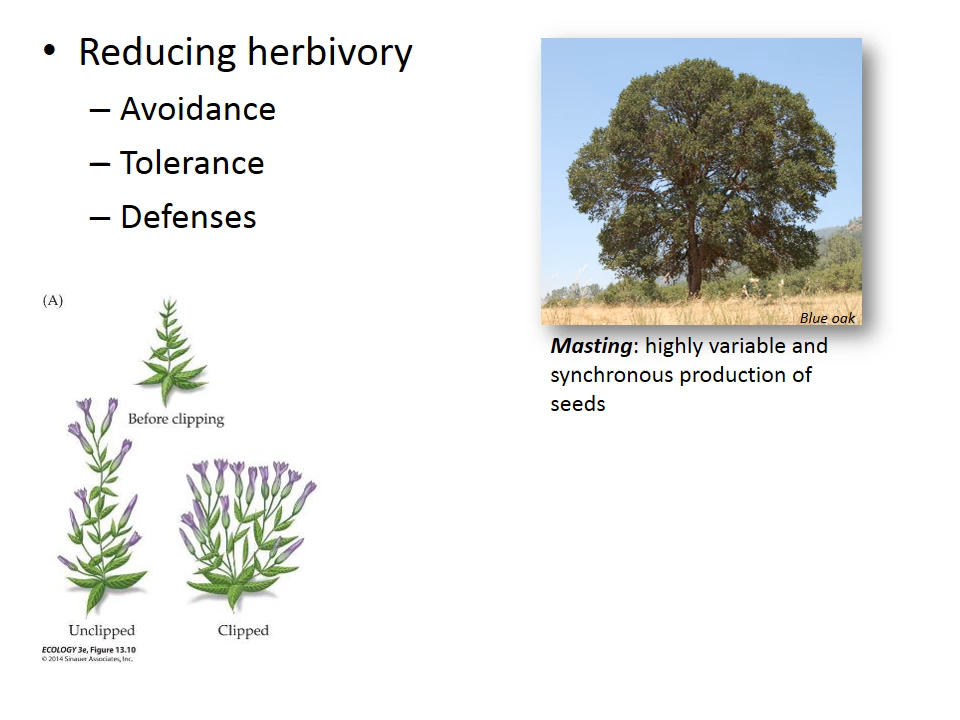 • Reducing herbivory
– Avoidance
– Tolerance
– Defenses
Blue oak
Masting: highly variable and
synchronous production of
seeds
(A)
Before clipping
Unclipped
Clipped
ECOLOGY 3e, Figure 13.10
© 2014 Sinauer Associates, Inc.